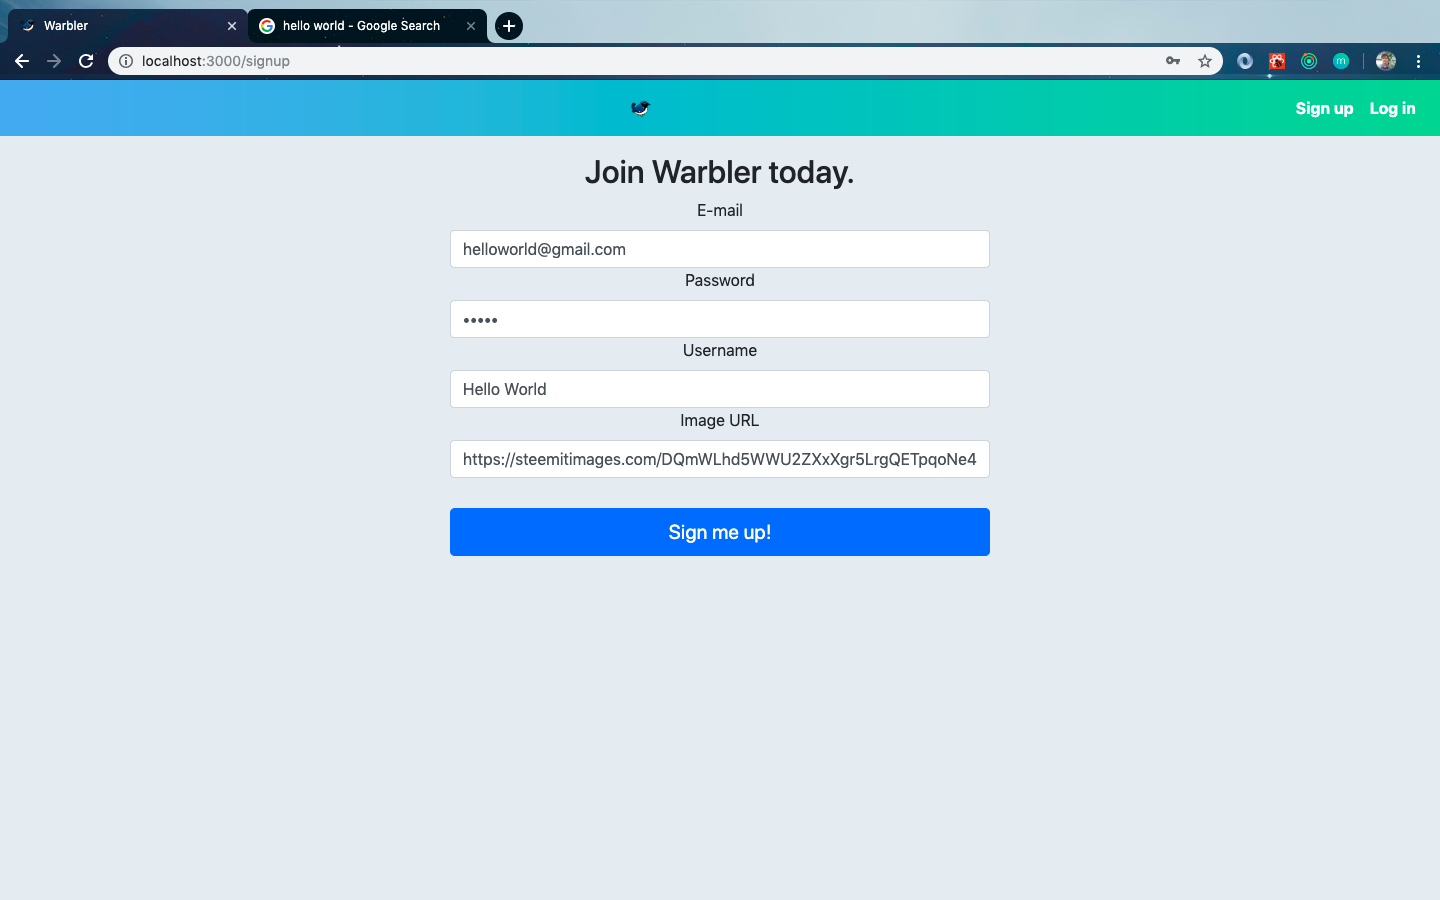 Warbler
hello world - Google Search
localhost:3000/signup
m
Sign up Log in
Join Warbler today.
E-mail
helloworld@gmail.com
Password
•••••
Username
Hello World
Image URL
https://steemitimages.com/DQmWLhd5WWU2ZXxXgr5LrgQETpqoNe4
Sign me up!